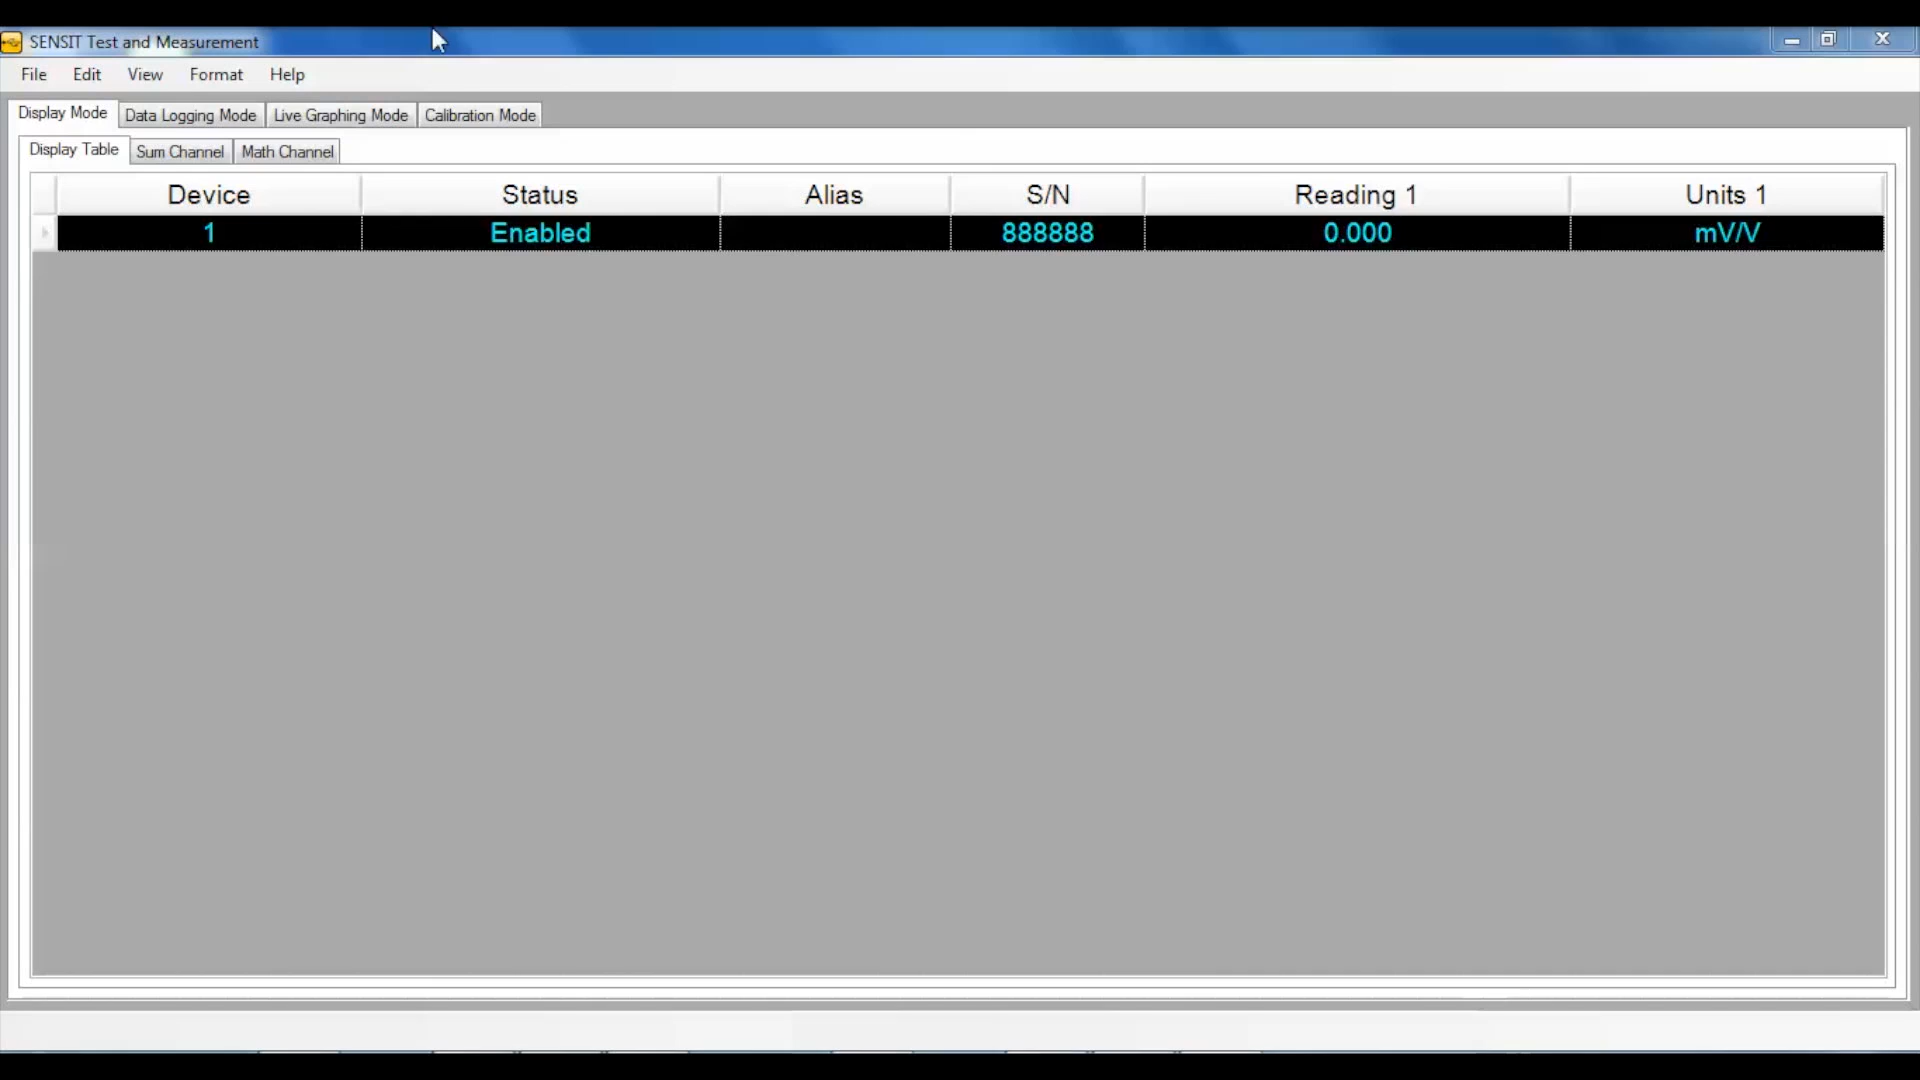 SENSIT Test and Measurement
File Edit View Format Help
Display Mode Data Logging Mode Live Graphing Mode Calibration Mode
Display Table Sum Channel Math Channel
Device Status Alias S/N Reading 1 Units 1
1 Enabled 888888 0.000 mV/V